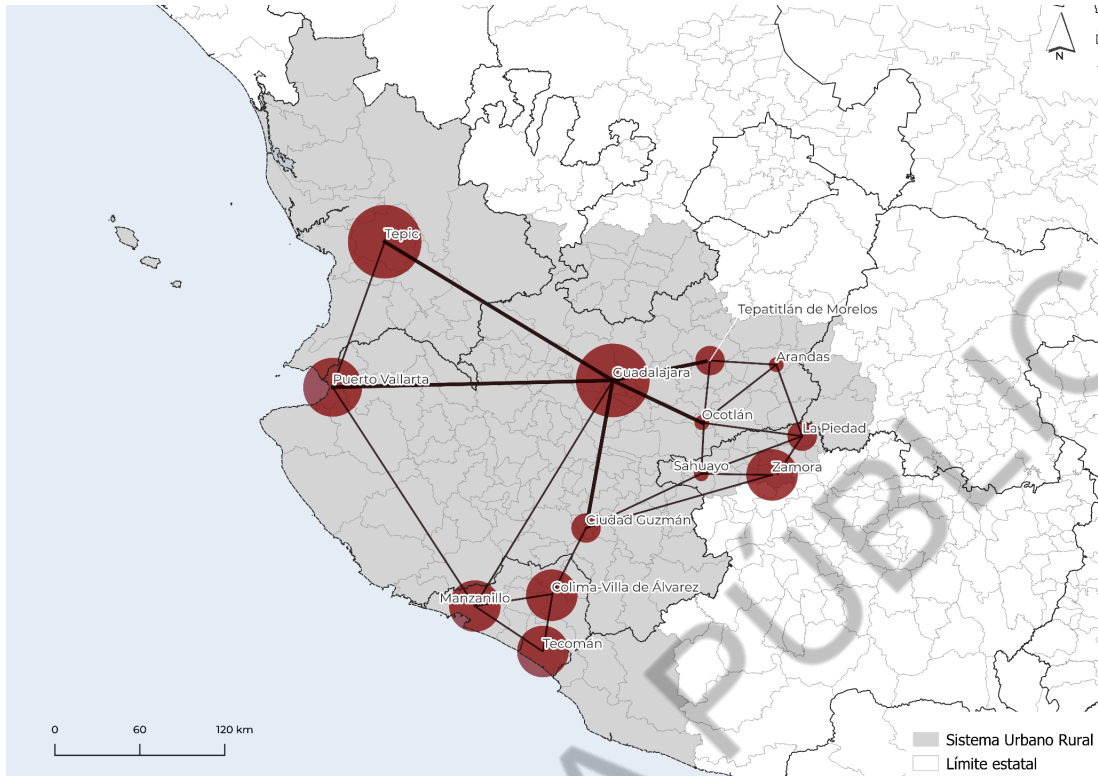 N
Tepic
Tepatitlán de Morelos
Arandas
Guadalajara
Puerto Vallarta
Ocotlán
La Piedad
Sahuayo
Zamora
Ciudad Guzmán
Colima-Villa de Álvarez
Manzanillo
Tecomán
0 60 120 km
Sistema Urbano Rural
Límite estatal
A PÚBLIC